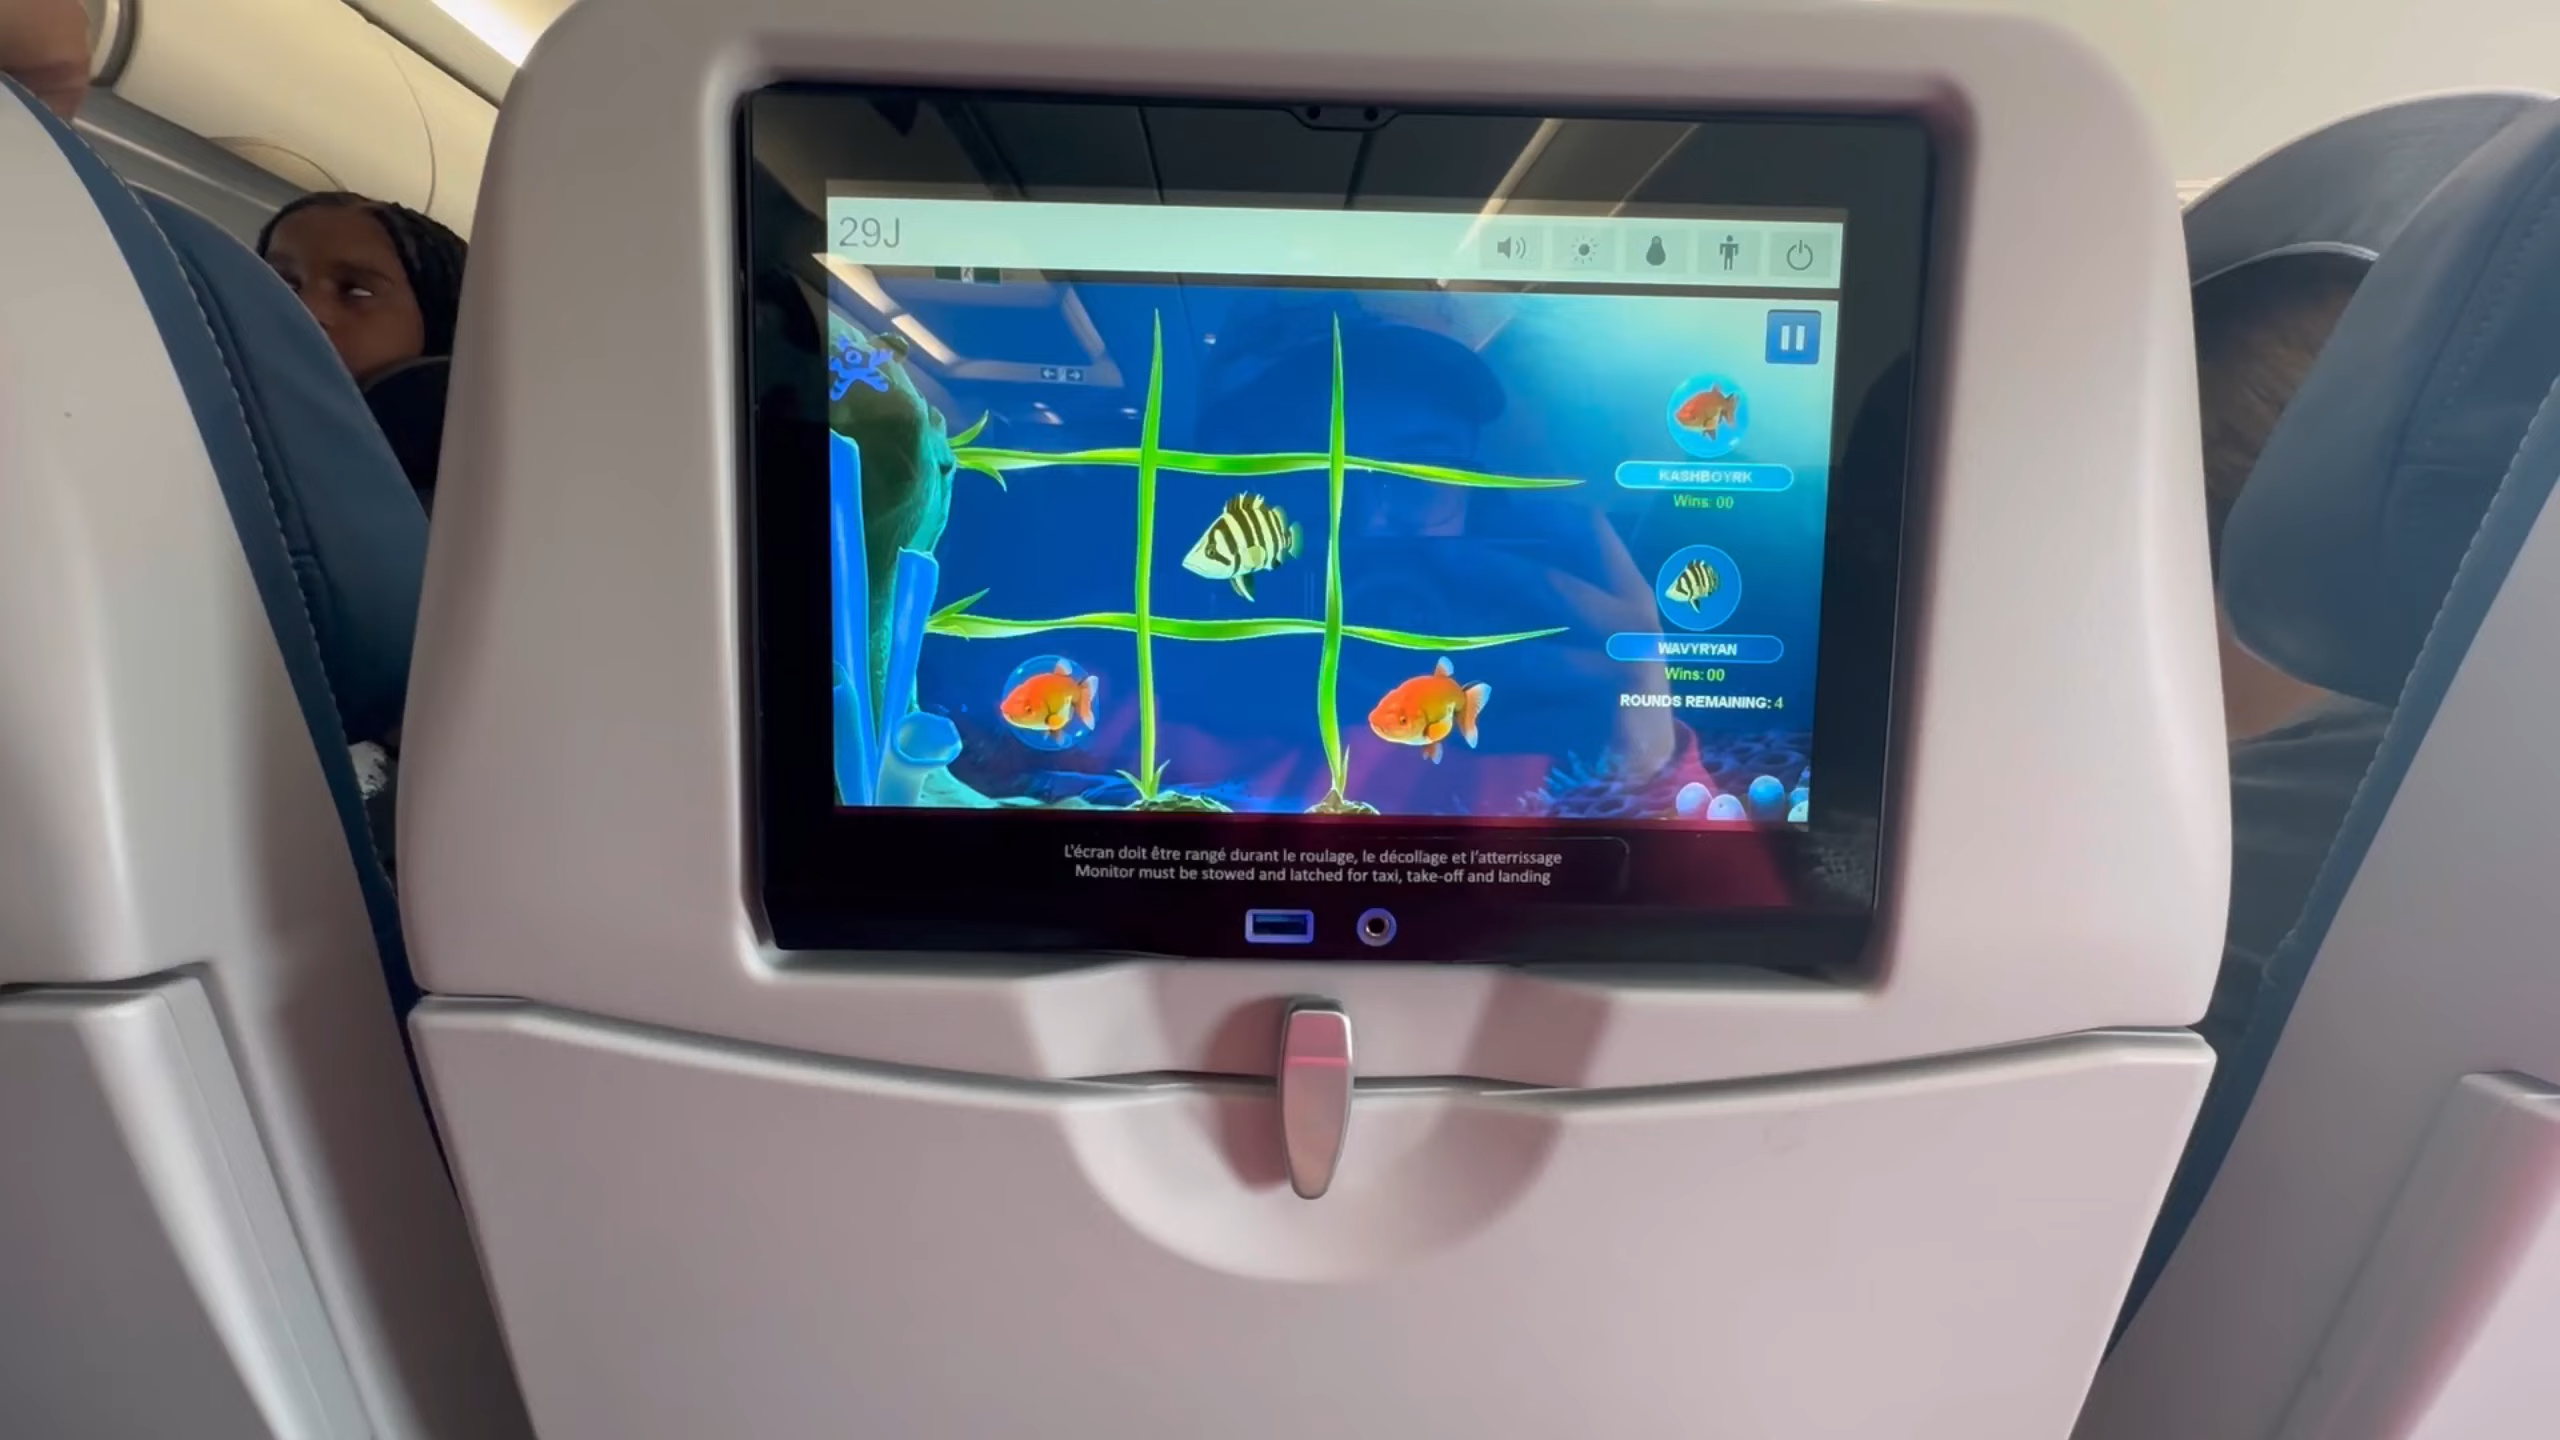 29J
KASHBOYRK
Wins: 00
WAVYRYAN
Wins: 00
ROUNDS REMAINING: 4
L'écran doit être rangé durant le roulage, le décollage et l'atterrissage
Monitor must be stowed and latched for taxi, take-off and landing